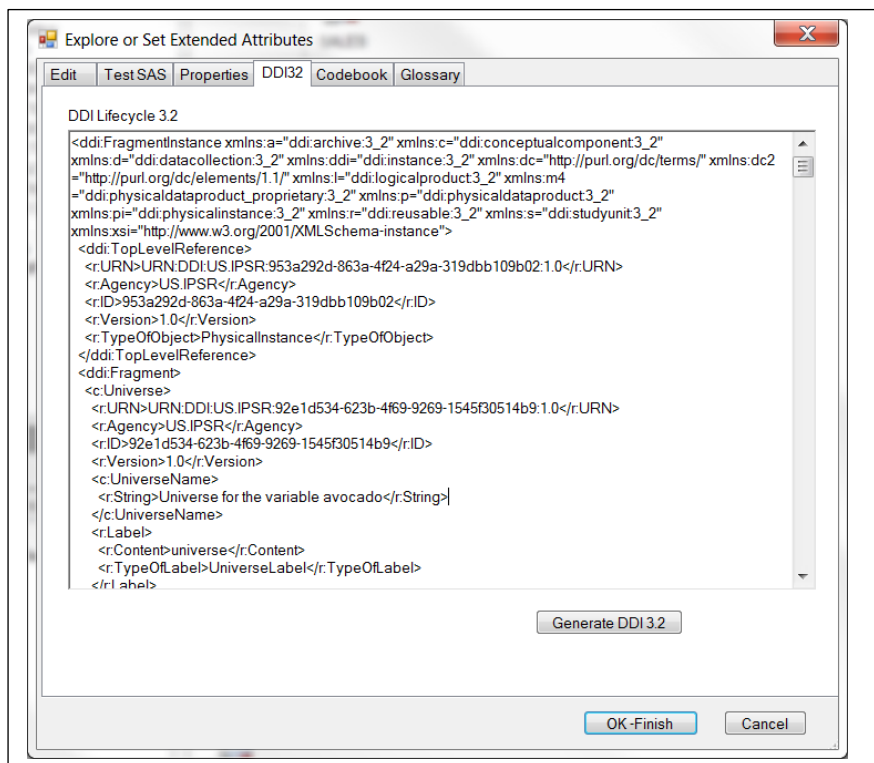 Explore or Set Extended Attributes
Edit Test SAS Properties DDI32 Codebook Glossary
DDI Lifecycle 3.2
<ddi:FragmentInstance xmlns:a="ddi:archive:3_2" xmlns:c="ddi:conceptualcomponent:3_2"
xmlns:d="ddi:datacollection:3_2" xmlns:ddi="ddi:instance:3_2" xmlns:dc="http://purl.org/dc/terms/" xmlns:dc2
="http://purl.org/dc/elements/1.1/" xmlns:l="ddi:logicalproduct:3_2" xmlns:m4
="ddi:physicaldataproduct_proprietary:3_2" xmlns:p="ddi:physicaldataproduct:3_2"
xmlns:pi="ddi:physicalinstance:3_2" xmlns:r="ddi:reusable:3_2" xmlns:s="ddi:studyunit:3_2"
xmlns:xsi="http://www.w3.org/2001/XMLSchema-instance">
<ddi:TopLevelReference>
<r:URN>URN:DDI:US.IPSR:953a292d-863a-4f24-a29a-319dbb109b02:1.0</r:URN>
<r:Agency>US.IPSR</r:Agency>
<r:ID>953a292d-863a-4f24-a29a-319dbb109b02</r:ID>
<r:Version>1.0</r:Version>
<r:TypeOfObject>PhysicalInstance</r:TypeOfObject>
</ddi:TopLevelReference>
<ddi:Fragment>
<c:Universe>
<r:URN>URN:DDI:US.IPSR:92e1d534-623b-4f69-9269-1545f30514b9:1.0</r:URN>
<r:Agency>US.IPSR</r:Agency>
<r:ID>92e1d534-623b-4f69-9269-1545f30514b9</r:ID>
<r:Version>1.0</r:Version>
<c:UniverseName>
<r:String>Universe for the variable avocado</r:String>
</c:UniverseName>
<r:Label>
<r:Content>universe</r:Content>
<r:TypeOfLabel>UniverseLabel</r:TypeOfLabel>
</r:Label>
Generate DDI 3.2
OK -Finish Cancel